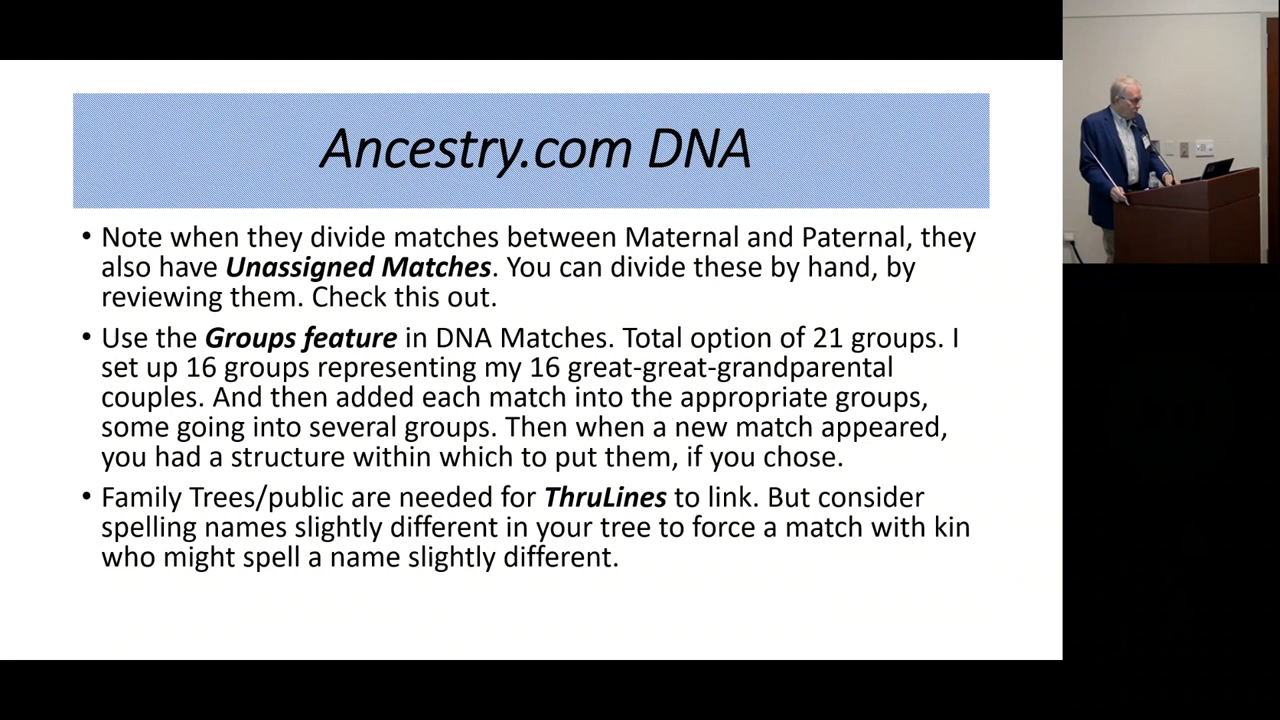 Ancestry.com DNA
• Note when they divide matches between Maternal and Paternal, they
also have Unassigned Matches. You can divide these by hand, by
reviewing them. Check this out.
• Use the Groups feature in DNA Matches. Total option of 21 groups. I
set up 16 groups representing my 16 great-great-grandparental
couples. And then added each match into the appropriate groups,
some going into several groups. Then when a new match appeared,
you had a structure within which to put them, if you chose.
• Family Trees/public are needed for ThruLines to link. But consider
spelling names slightly different in your tree to force a match with kin
who might spell a name slightly different.